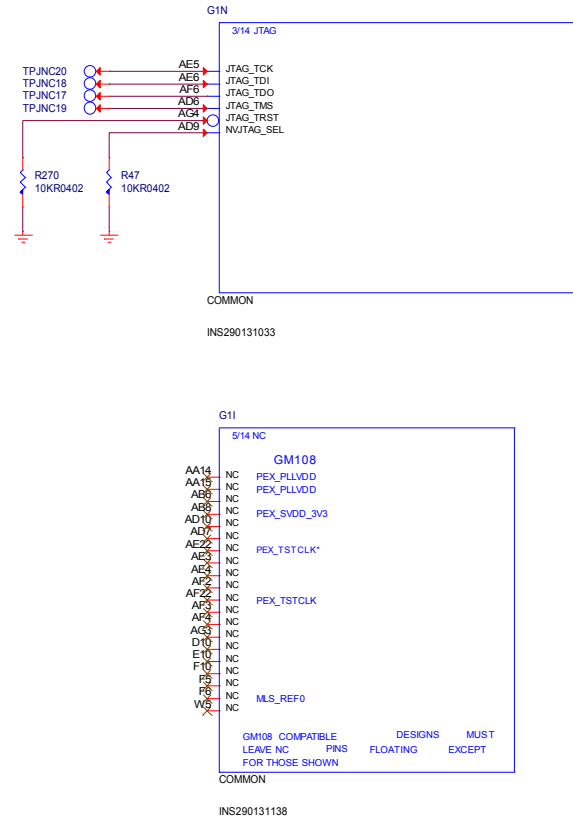 G1N
3/14 JTAG
TPJNC20 AE5 JTAG_TCK
TPJNC18 AE6 JTAG_TDI
TPJNC17 AF6 JTAG_TDO
TPJNC19 AD6 JTAG_TMS
AG4 JTAG_TRST
AD9 NVJTAG_SEL
R270 R47
10KR0402 10KR0402
COMMON
INS290131033
G1I
5/14 NC
GM108
AA14 NC PEX_PLLVDD
AA15 NC PEX_PLLVDD
AB6 NC
AB8 NC PEX_SVDD_3V3
AD10 NC
AD7 NC
AE22 NC PEX_TSTCLK*
AE3 NC
AE4 NC
AF2 NC
AF22 NC PEX_TSTCLK
AF3 NC
AF4 NC
AG3 NC
D10 NC
E10 NC
F10 NC
F5 NC
F6 NC MLS_REF0
W5 NC
GM108 COMPATIBLE DESIGNS MUST
LEAVE NC PINS FLOATING EXCEPT
FOR THOSE SHOWN
COMMON
INS290131138